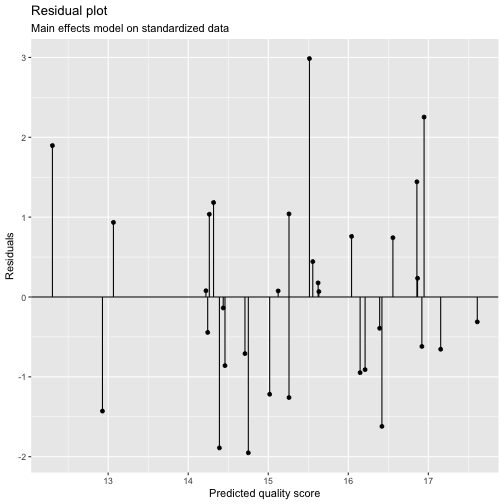 Residual plot
Main effects model on standardized data
3
2
1
0
-1
-2
Residuals
13
14
15
16
17
Predicted quality score